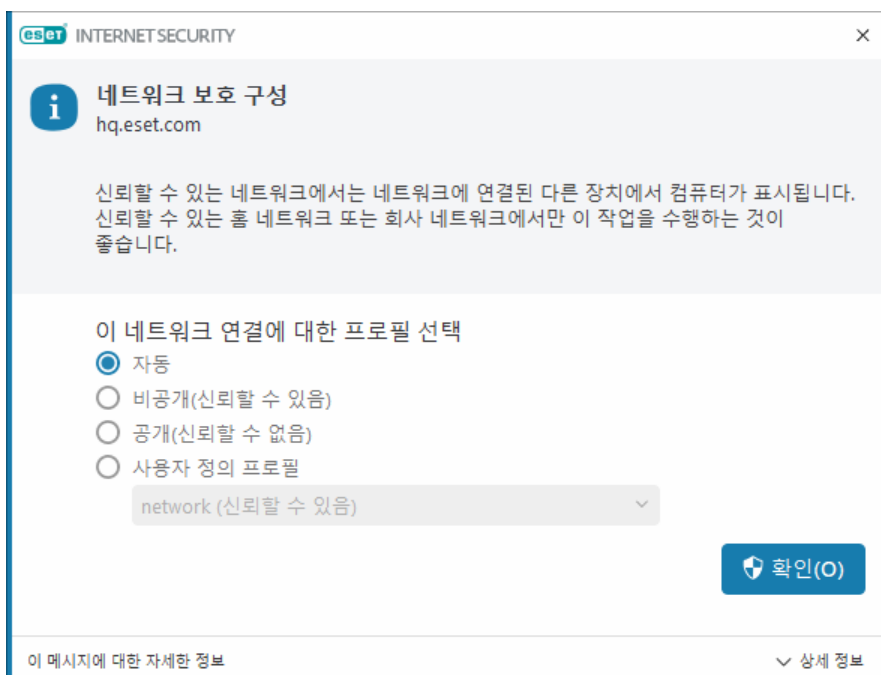 eset INTERNET SECURITY
네트워크 보호 구성
hq.eset.com
신뢰할 수 있는 네트워크에서는 네트워크에 연결된 다른 장치에서 컴퓨터가 표시됩니다.
신뢰할 수 있는 홈 네트워크 또는 회사 네트워크에서만 이 작업을 수행하는 것이
좋습니다.
이 네트워크 연결에 대한 프로필 선택
자동
비공개(신뢰할 수 있음)
공개(신뢰할 수 없음)
사용자 정의 프로필
network (신뢰할 수 있음)
확인(O)
이 메시지에 대한 자세한 정보
상세 정보